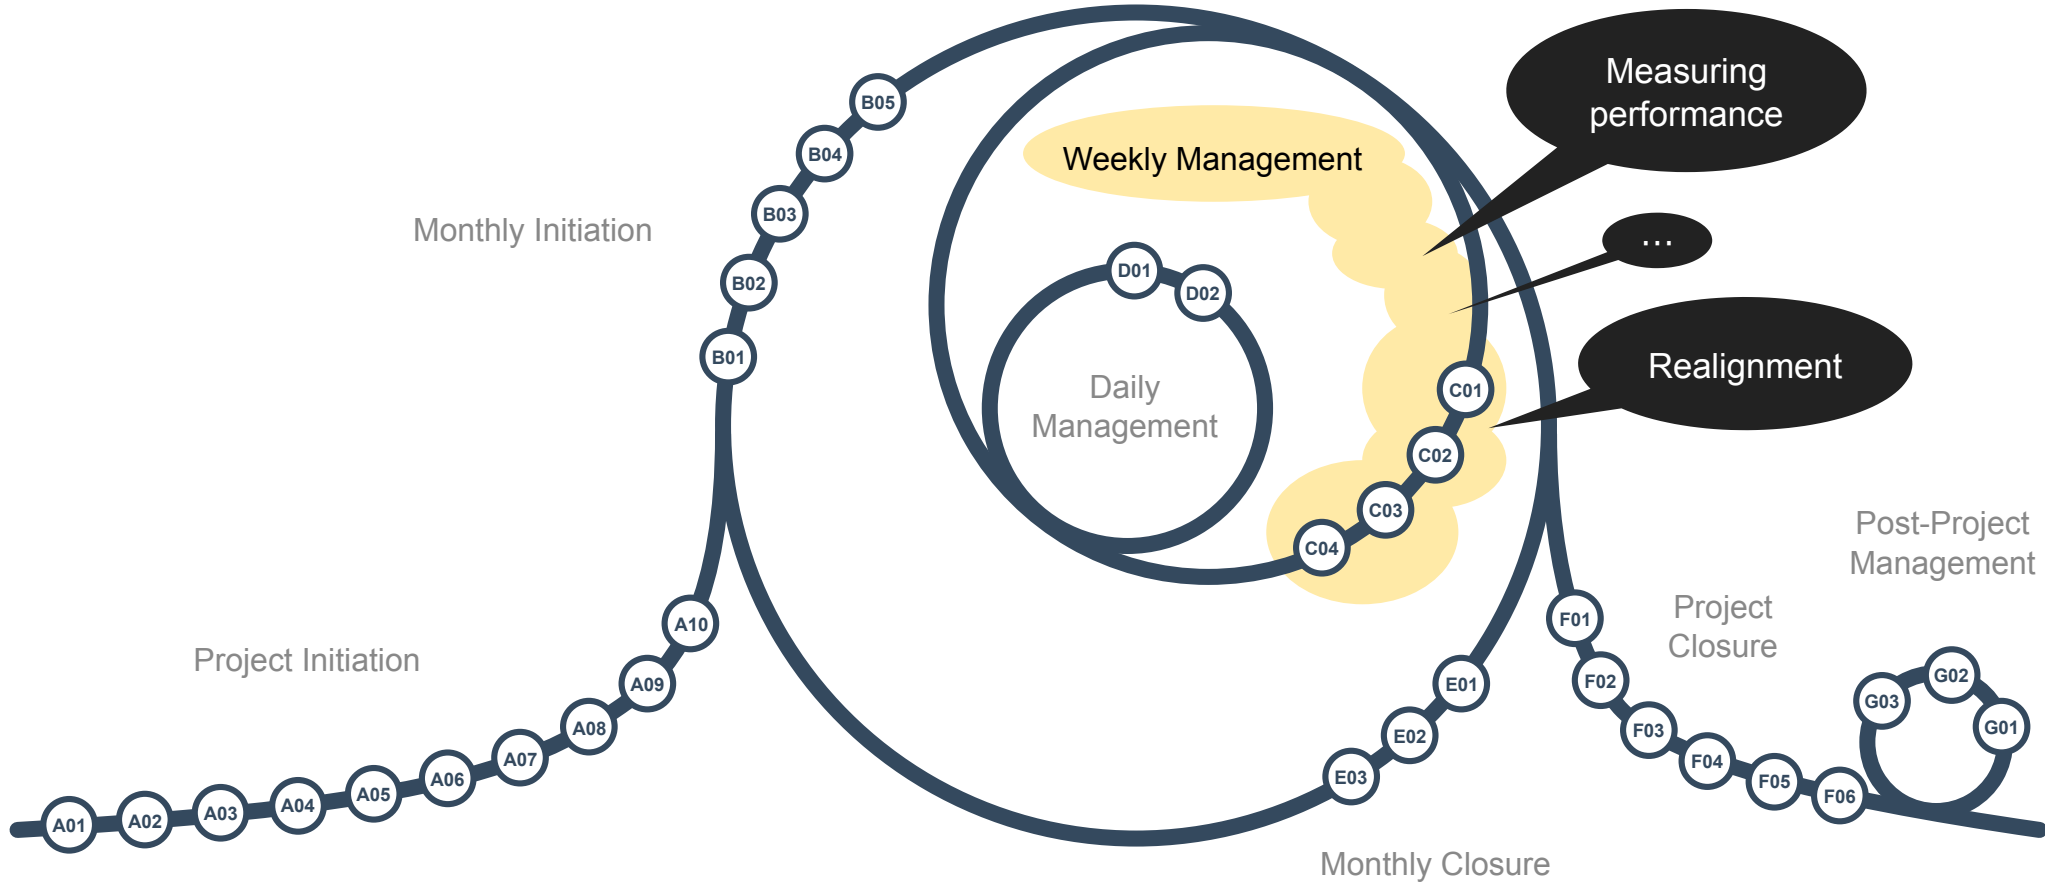 Measuring
performance
...
Realignment
Weekly Management
Monthly Initiation
Daily
Management
Project Initiation
Post-Project
Management
Project
Closure
Monthly Closure
A01
A02
A03
A04
A05
A06
A07
A08
A09
A10
B01
B02
B03
B04
B05
C01
C02
C03
C04
D01
D02
E01
E02
E03
F01
F02
F03
F04
F05
F06
G01
G02
G03